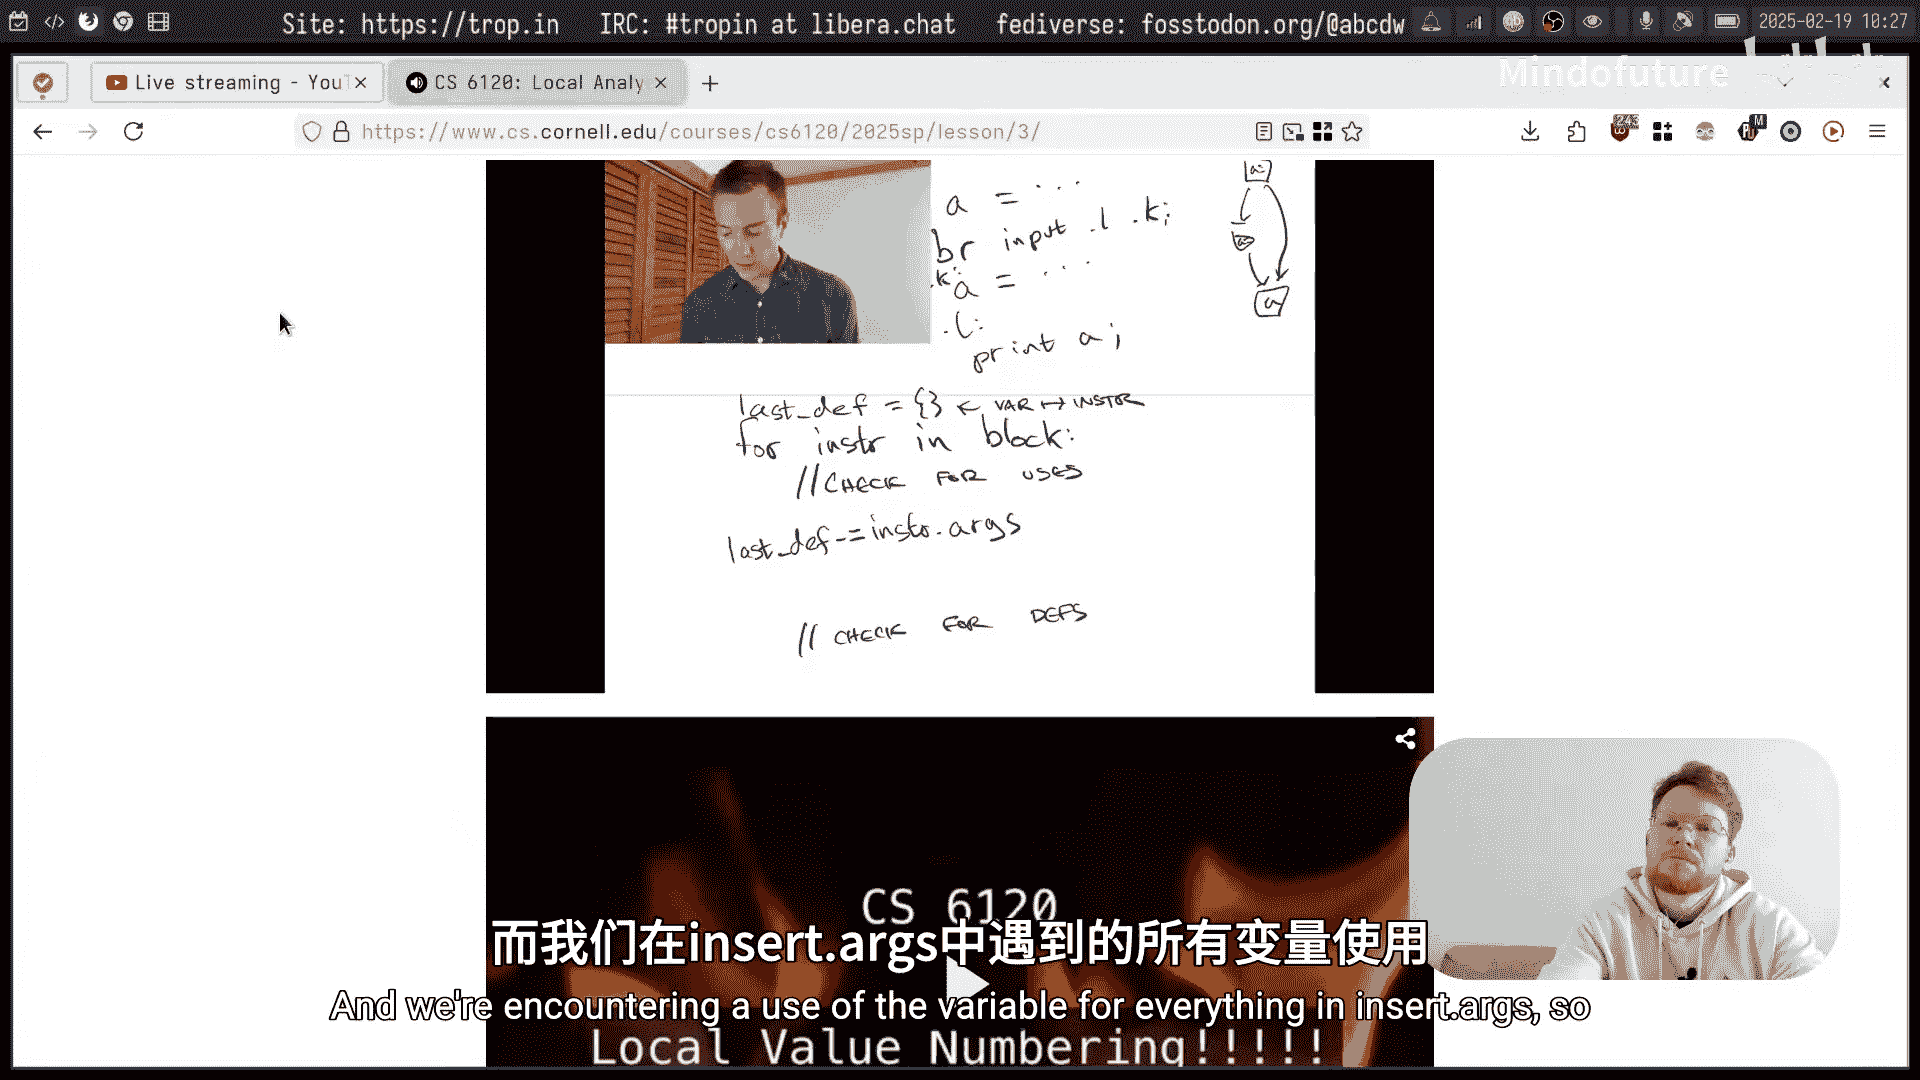 Site: https://trop.in IRC: #tropin at libera.chat fediverse: fosstodon.org/@abcdw
2025-02-19 10:27
Mindofuture
Live streaming - You
CS 6120: Local Analy
https://www.cs.cornell.edu/courses/cs6120/2025sp/lesson/3/
243
M
a = ...
br input .l .k;
.k:
a = ...
.l:
print a;
a
a
a
last_def = {} ← VAR ↦ INSTR
for instr in block:
// CHECK FOR USES
last_def -= instr.args
// CHECK FOR DEFS
CS 6120
而我们在insert.args中遇到的所有变量使用
And we're encountering a use of the variable for everything in insert.args, so
Local Value Numbering!!!!!